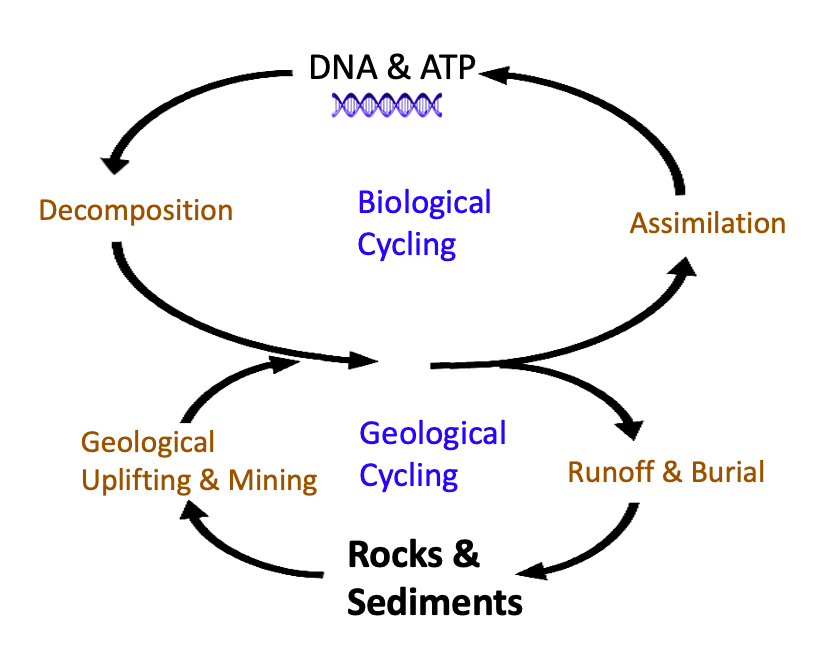 DNA & ATP
Decomposition
Biological
Cycling
Assimilation
Geological
Uplifting & Mining
Geological
Cycling
Runoff & Burial
Rocks &
Sediments